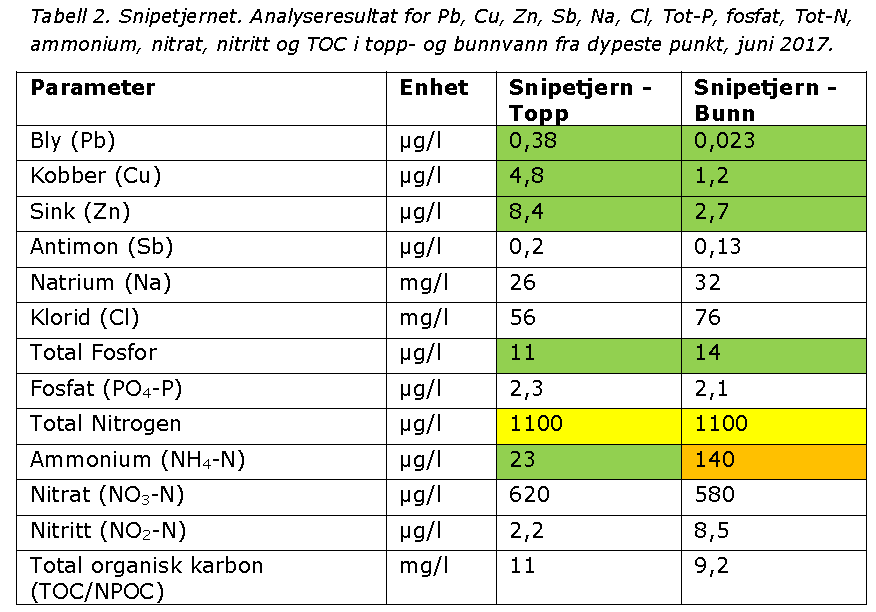 Tabell 2. Snipetjernet. Analyseresultat for Pb, Cu, Zn, Sb, Na, Cl, Tot-P, fosfat, Tot-N,
ammonium, nitrat, nitritt og TOC i topp- og bunnvann fra dypeste punkt, juni 2017.
Parameter Enhet Snipetjern - Topp Snipetjern - Bunn
Bly (Pb) µg/l 0,38 0,023
Kobber (Cu) µg/l 4,8 1,2
Sink (Zn) µg/l 8,4 2,7
Antimon (Sb) µg/l 0,2 0,13
Natrium (Na) mg/l 26 32
Klorid (Cl) mg/l 56 76
Total Fosfor µg/l 11 14
Fosfat (PO₄-P) µg/l 2,3 2,1
Total Nitrogen µg/l 1100 1100
Ammonium (NH₄-N) µg/l 23 140
Nitrat (NO₃-N) µg/l 620 580
Nitritt (NO₂-N) µg/l 2,2 8,5
Total organisk karbon mg/l 11 9,2
(TOC/NPOC)